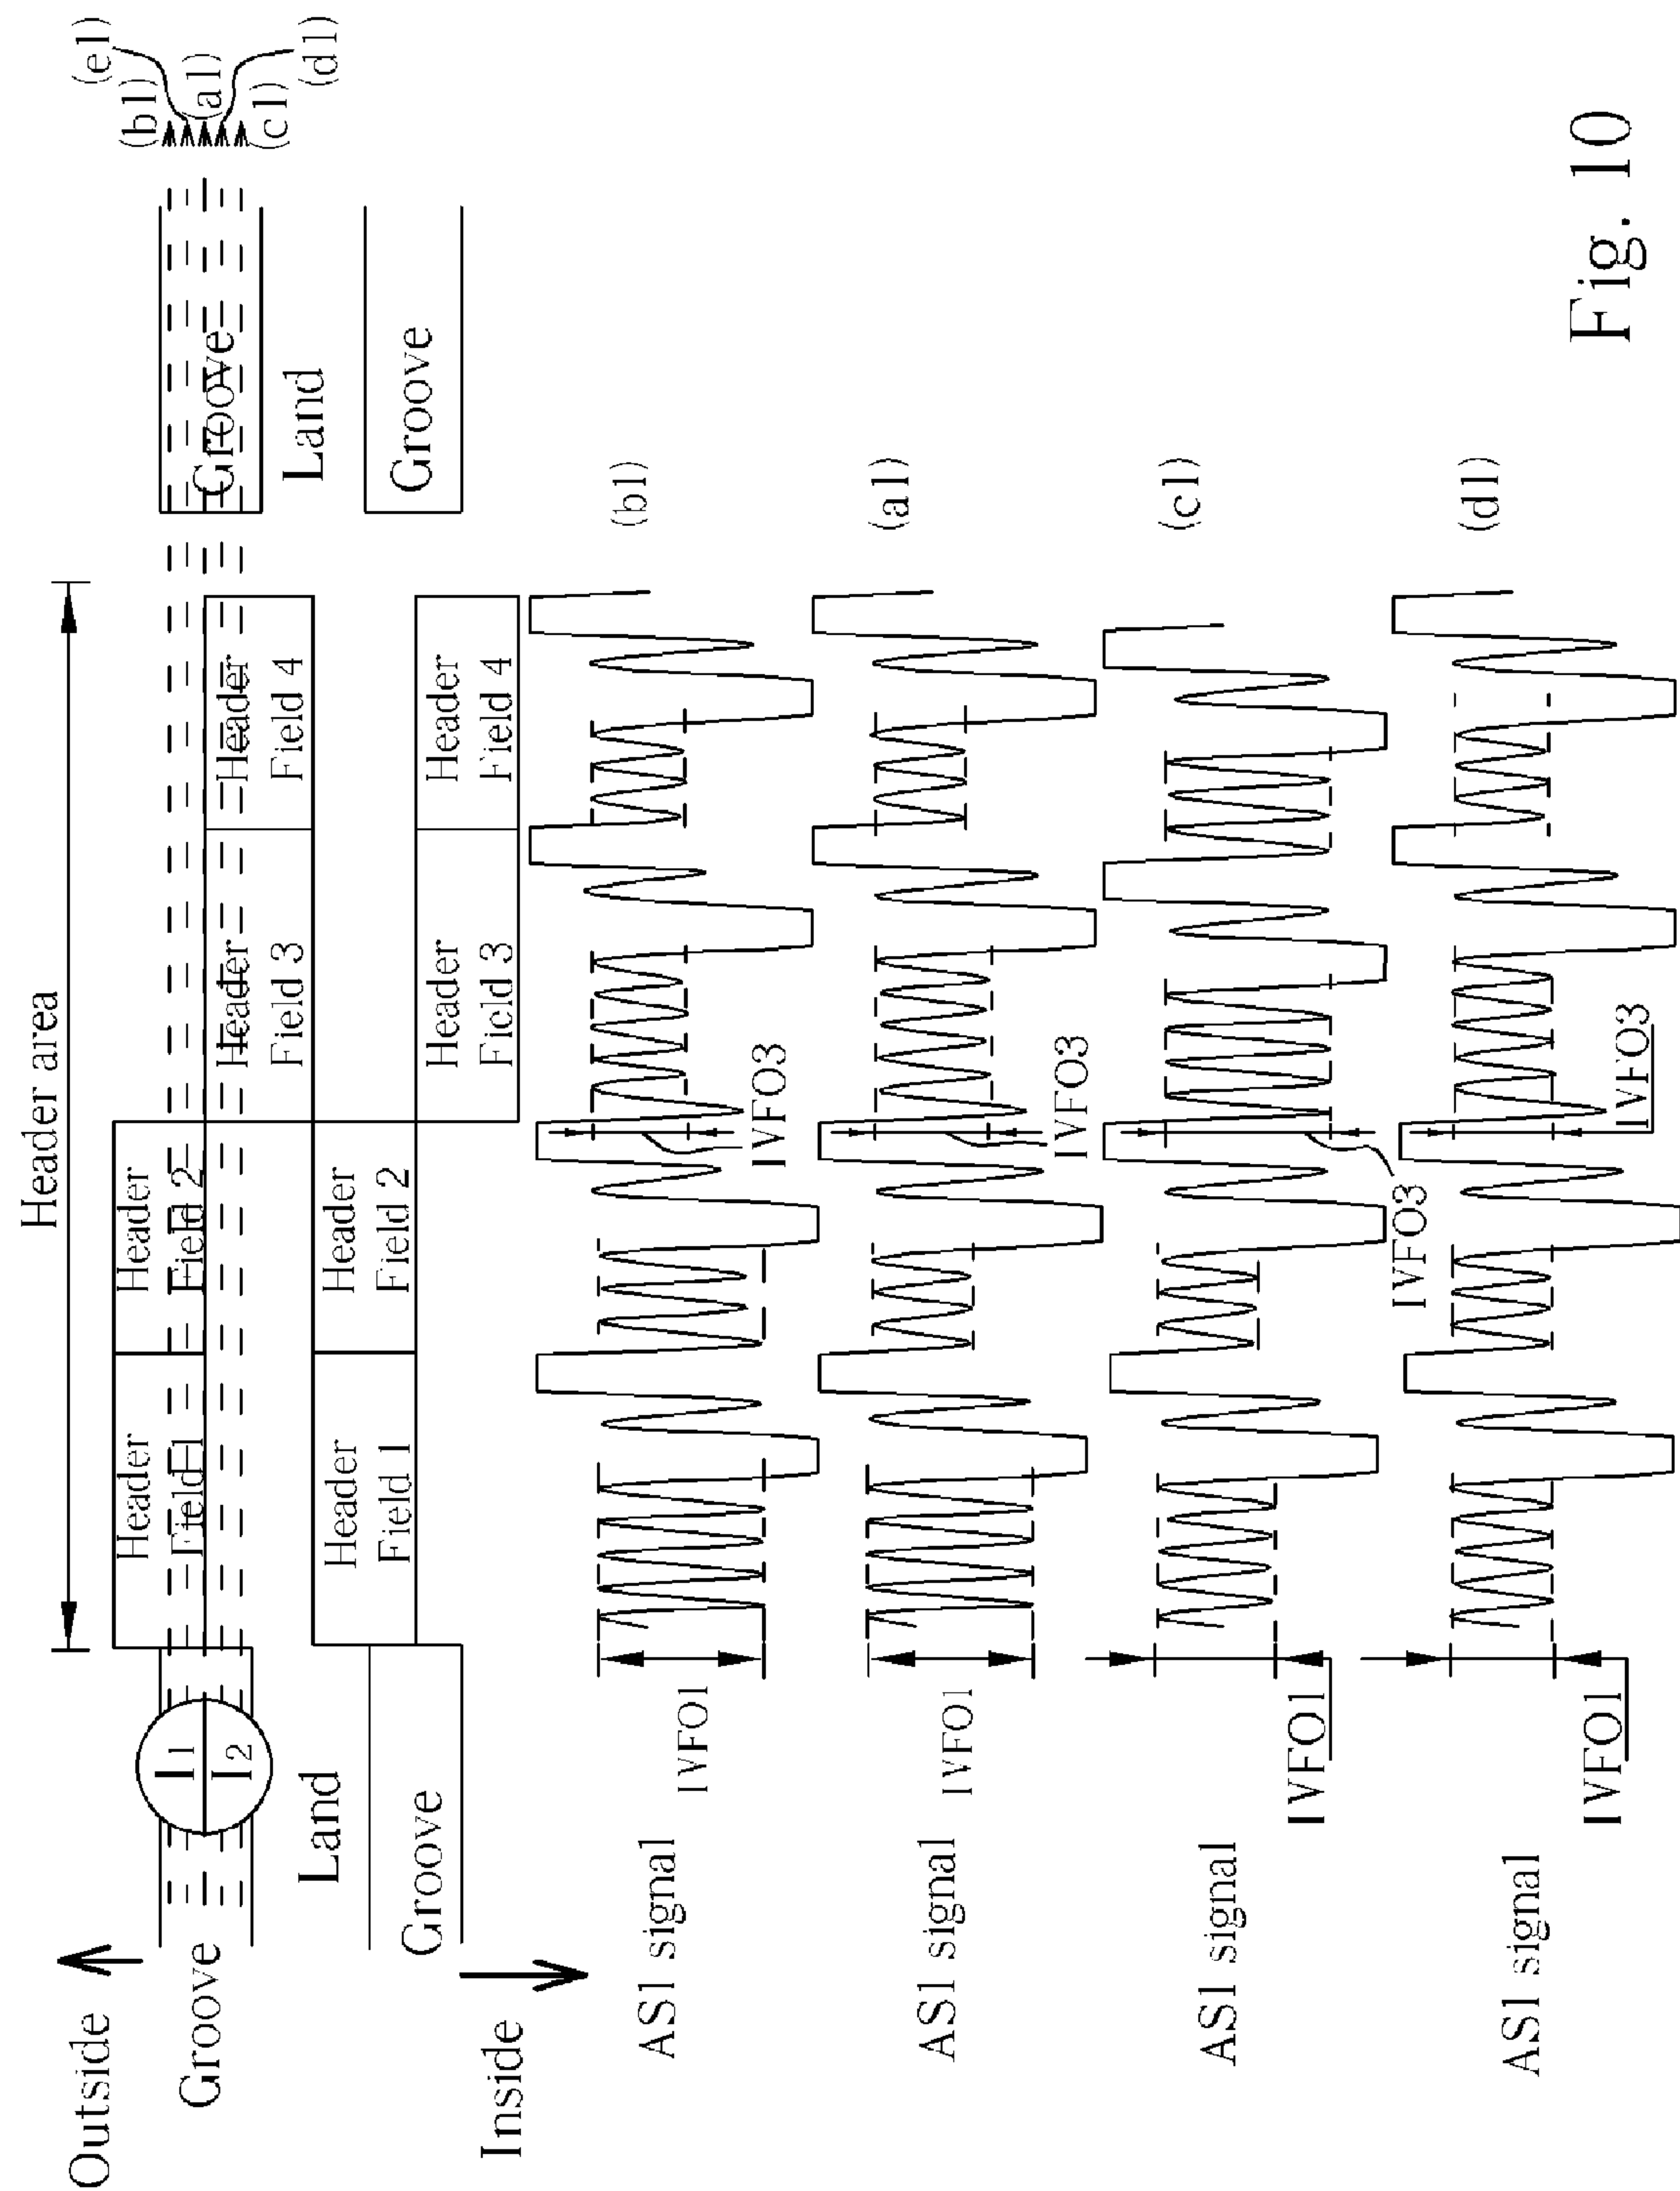 Header area
Outside
Groove
I1
I2
Header
Field 1
Header
Field 2
Header
Field 3
Header
Field 4
Groove
(b1)
(e1)
(a1)
(c1)
(d1)
Land
Land
Groove
Header
Field 1
Header
Field 2
Header
Field 3
Header
Field 4
Groove
Inside
AS1 signal
IVFO1
IVFO3
(b1)
AS1 signal
IVFO1
IVFO3
(a1)
AS1 signal
IVFO1
IVFO3
(c1)
AS1 signal
IVFO1
IVFO3
(d1)
Fig. 10